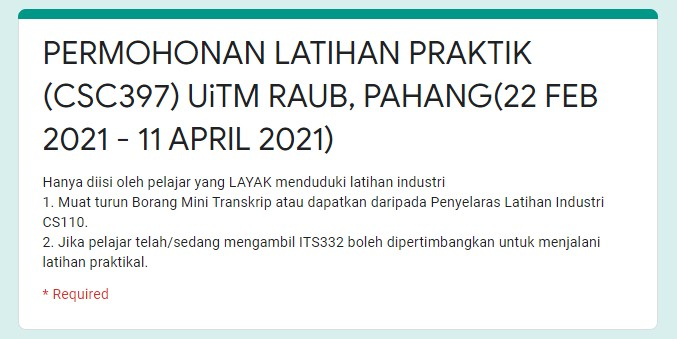 PERMOHONAN LATIHAN PRAKTIK
(CSC397) UiTM RAUB, PAHANG(22 FEB
2021 - 11 APRIL 2021)
Hanya diisi oleh pelajar yang LAYAK menduduki latihan industri
1. Muat turun Borang Mini Transkrip atau dapatkan daripada Penyelaras Latihan Industri
CS110.
2. Jika pelajar telah/sedang mengambil ITS332 boleh dipertimbangkan untuk menjalani
latihan praktikal.
* Required